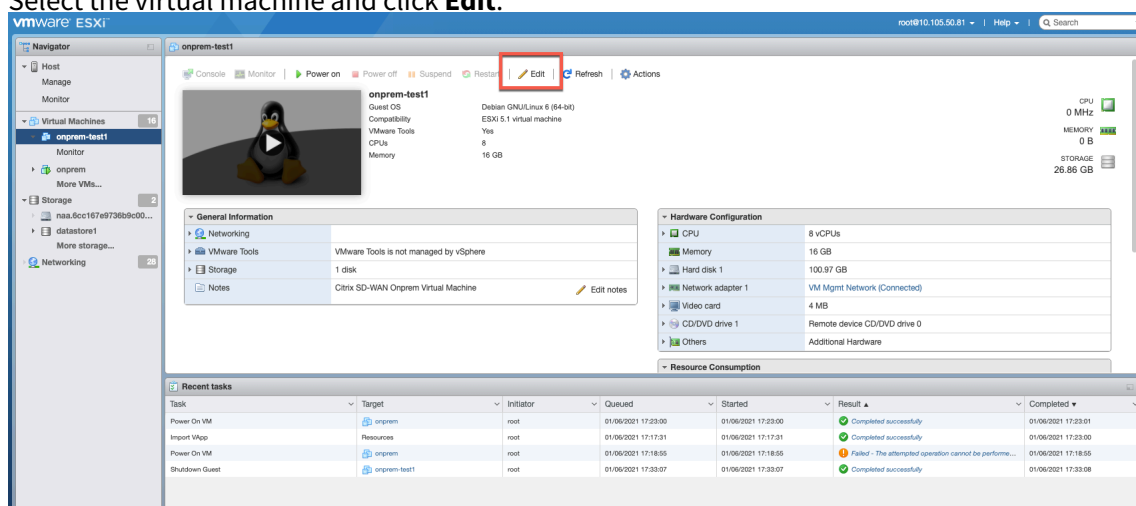 Select the virtual machine and click Edit.
vmware ESXi
root@10.105.50.81 | Help | Search
Navigator
onprem-test1
Host
Manage
Monitor
Virtual Machines 16
onprem-test1
Monitor
onprem
More VMs...
Storage 2
naa.6cc167e9736b9c00...
datastore1
More storage...
Networking 28
Console Monitor | Power on Power off Suspend Restart | Edit | Refresh | Actions
onprem-test1
Guest OS Debian GNU/Linux 6 (64-bit)
Compatibility ESXi 5.1 virtual machine
VMware Tools Yes
CPUs 8
Memory 16 GB
CPU
0 MHz
MEMORY
0 B
STORAGE
26.86 GB
General Information
Networking
VMware Tools VMware Tools is not managed by vSphere
Storage 1 disk
Notes Citrix SD-WAN Onprem Virtual Machine Edit notes
Hardware Configuration
CPU 8 vCPUs
Memory 16 GB
Hard disk 1 100.97 GB
Network adapter 1 VM Mgmt Network (Connected)
Video card 4 MB
CD/DVD drive 1 Remote device CD/DVD drive 0
Others Additional Hardware
Resource Consumption
Recent tasks
Task Target Initiator Queued Started Result Completed
Power On VM onprem root 01/06/2021 17:23:00 01/06/2021 17:23:00 Completed successfully 01/06/2021 17:23:01
Import VApp Resources root 01/06/2021 17:17:31 01/06/2021 17:17:31 Completed successfully 01/06/2021 17:23:00
Power On VM onprem root 01/06/2021 17:18:55 01/06/2021 17:18:55 Failed - The attempted operation cannot be performe... 01/06/2021 17:18:55
Shutdown Guest onprem-test1 root 01/06/2021 17:33:07 01/06/2021 17:33:07 Completed successfully 01/06/2021 17:33:08